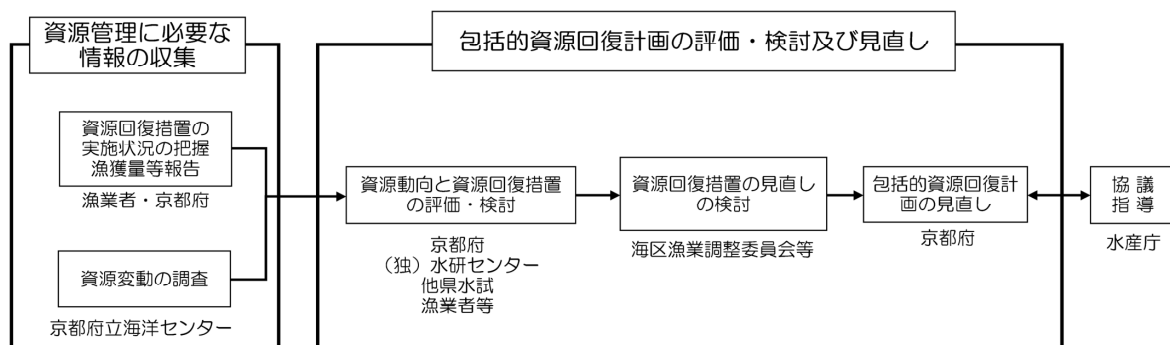 資源管理に必要な
情報の収集
包括的資源回復計画の評価・検討及び見直し
資源回復措置の
実施状況の把握
漁獲量等報告
漁業者・京都府
資源変動の調査
京都府立海洋センター
資源動向と資源回復措置
の評価・検討
京都府
（独）水研センター
他県水試
漁業者等
資源回復措置の見直し
の検討
海区漁業調整委員会等
包括的資源回復計
画の見直し
京都府
協 議
指 導
水産庁